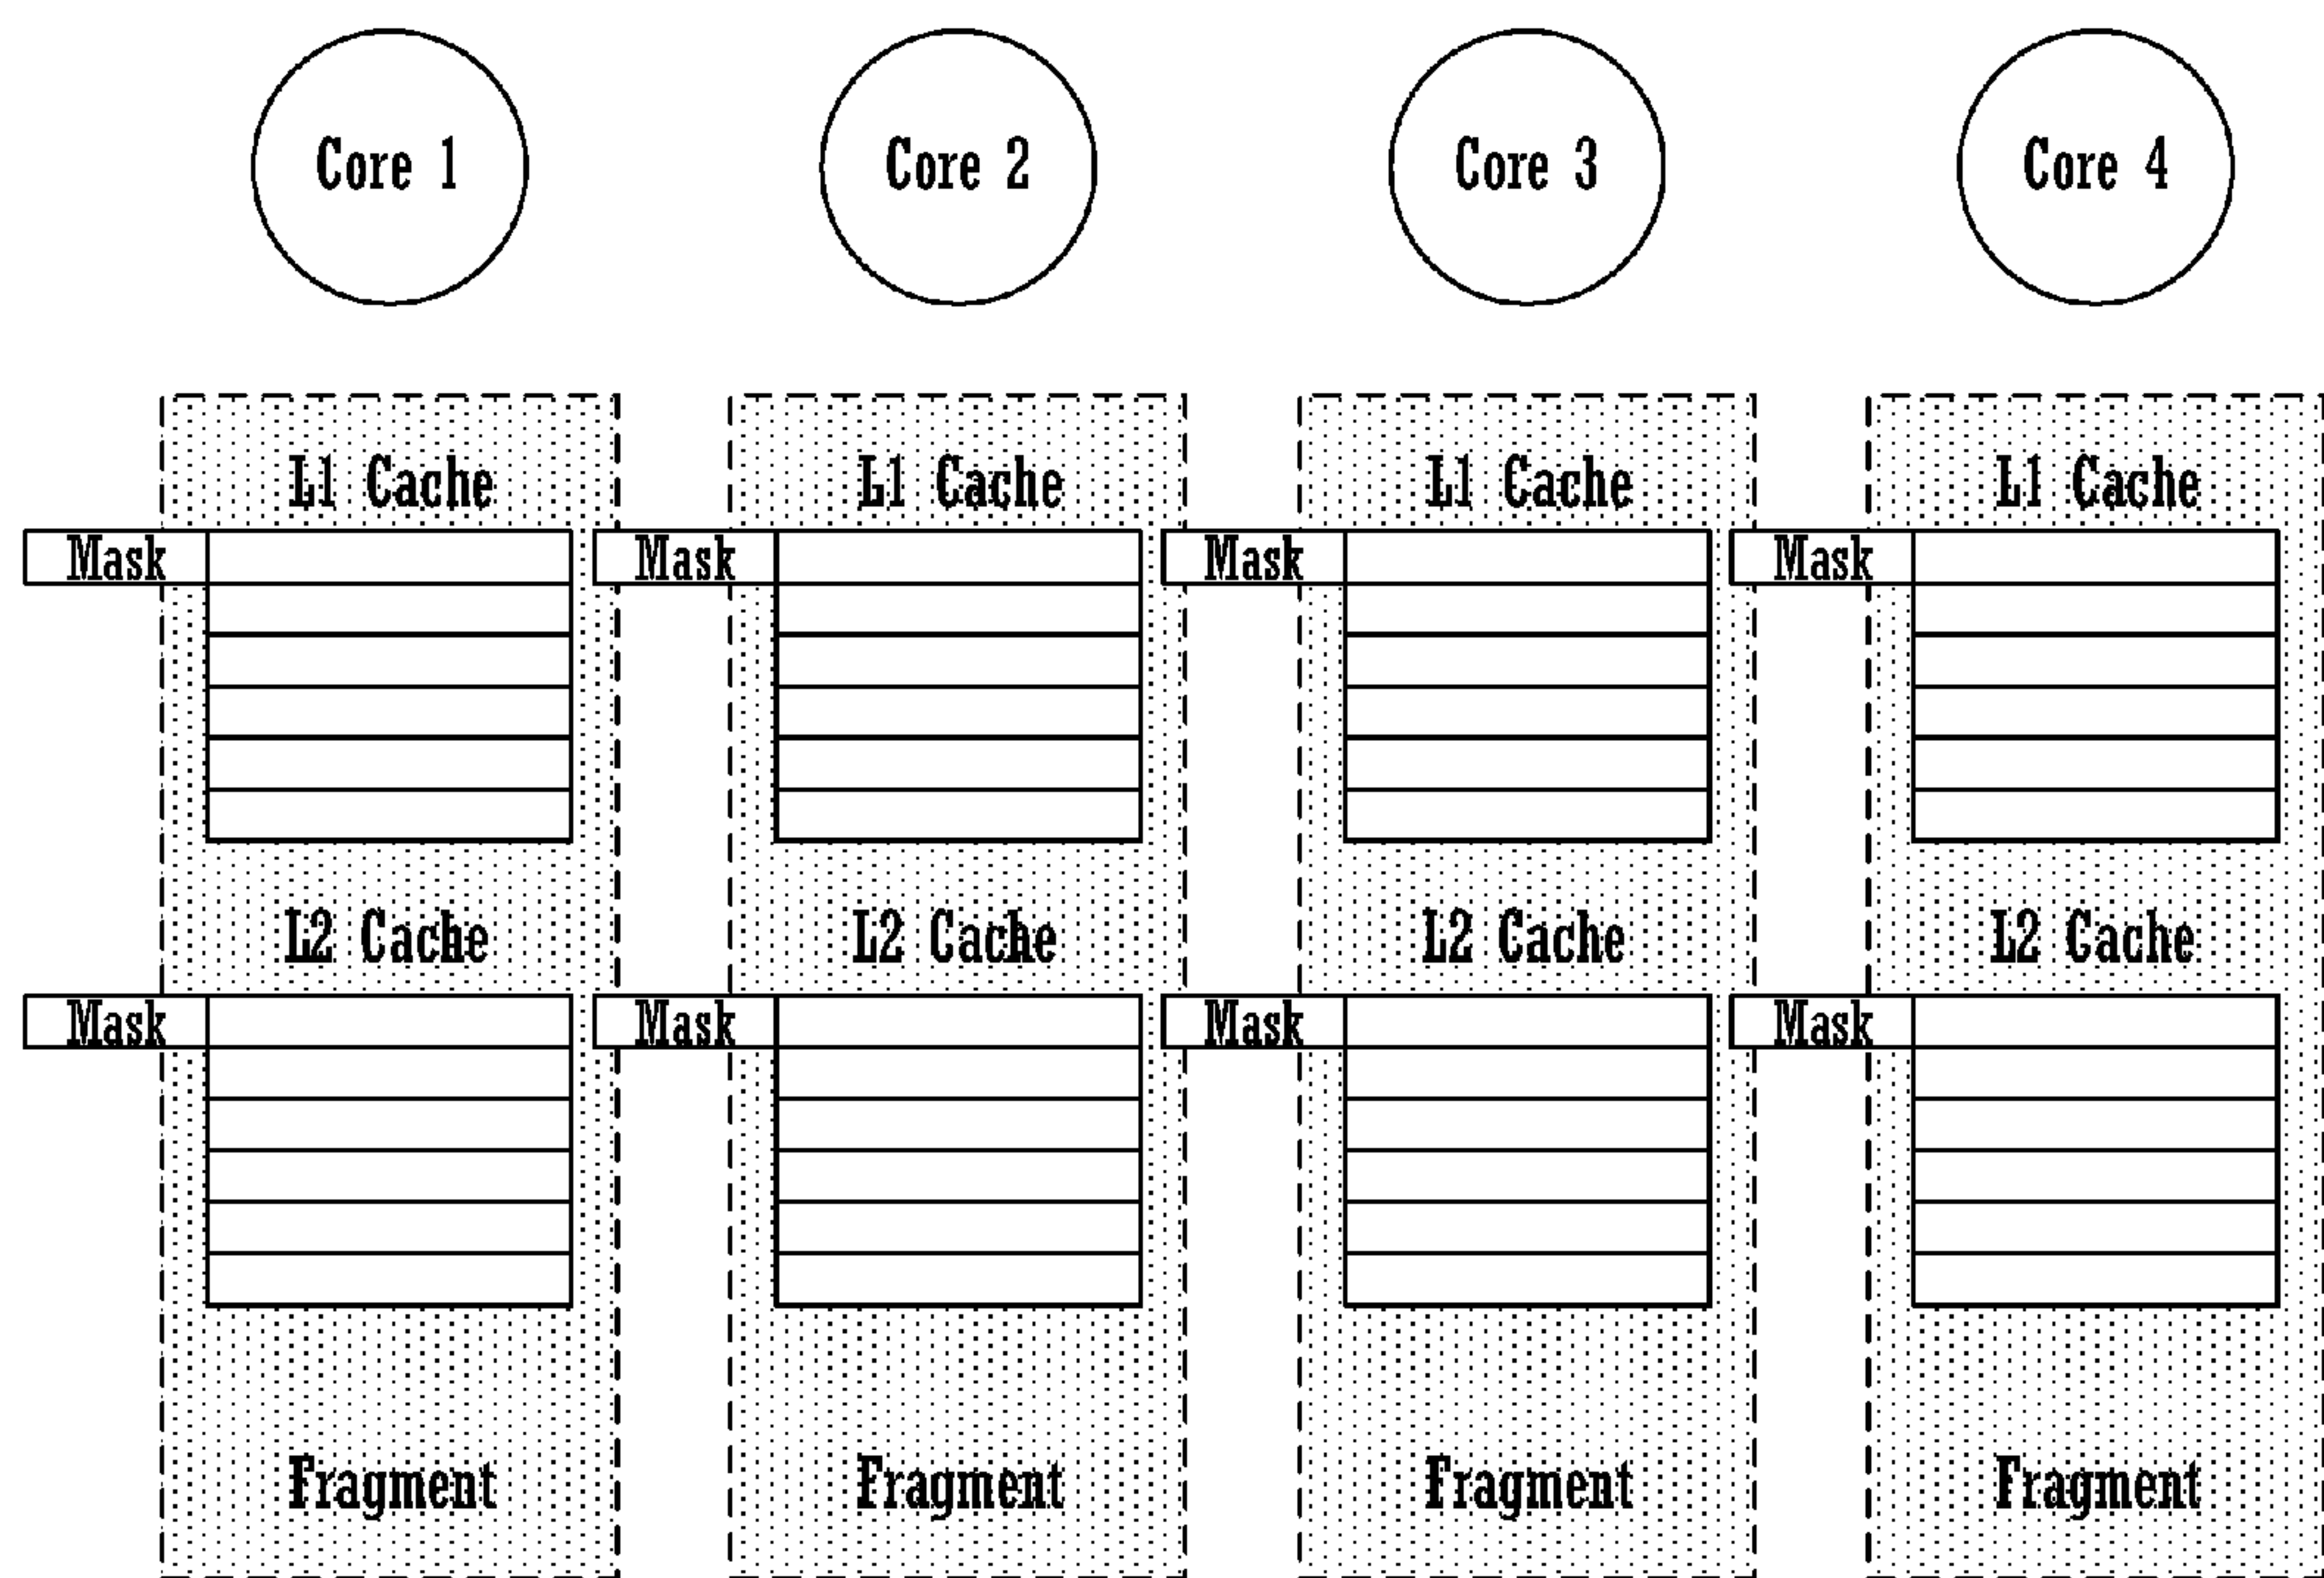 Core 1 Core 2 Core 3 Core 4
L1 Cache L1 Cache L1 Cache L1 Cache
Mask Mask Mask Mask
L2 Cache L2 Cache L2 Cache L2 Cache
Mask Mask Mask Mask
Fragment Fragment Fragment Fragment